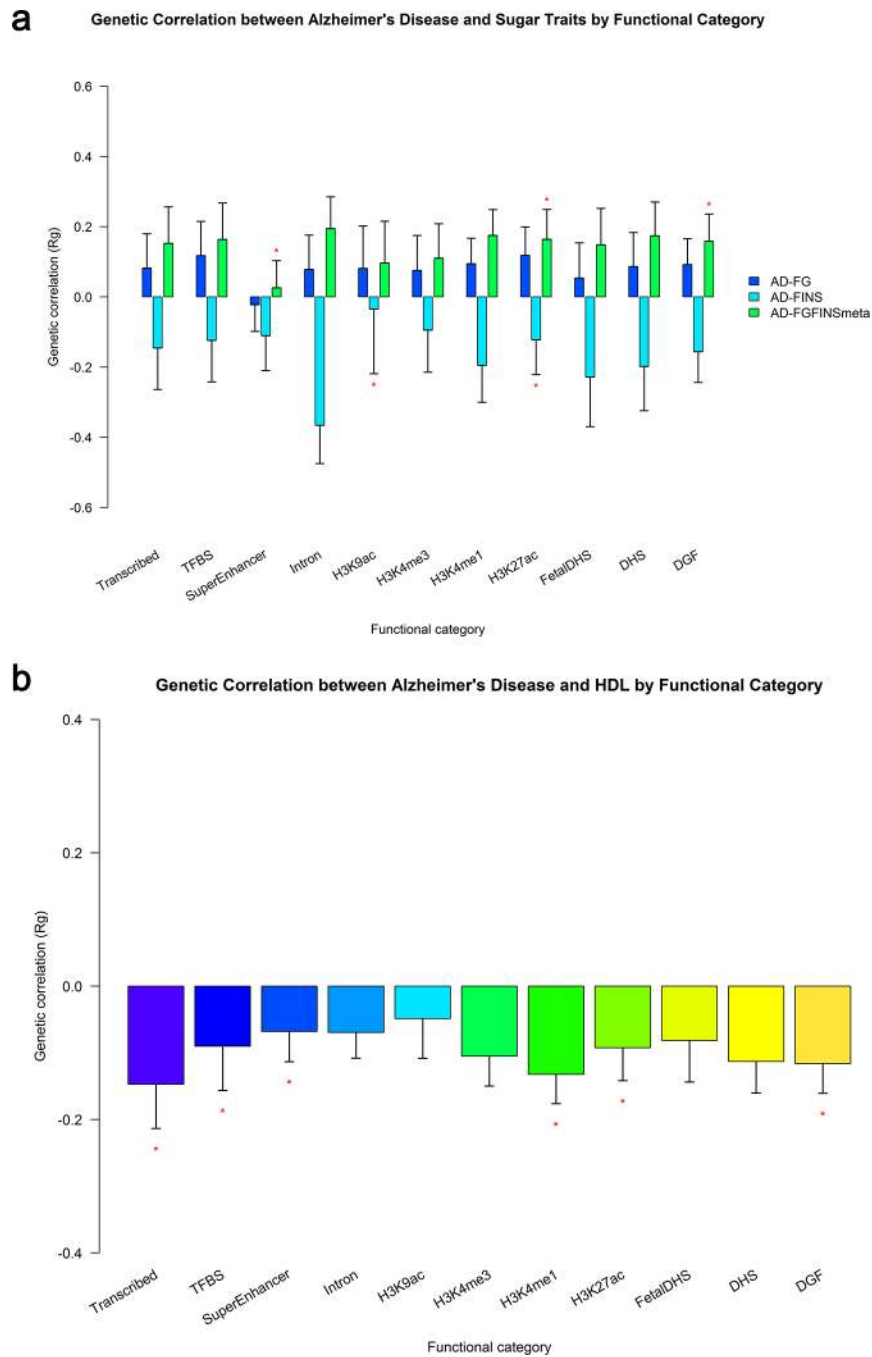 a
Genetic Correlation between Alzheimer's Disease and Sugar Traits by Functional Category
Genetic correlation (Rg)
0.6
0.4
0.2
0.0
-0.2
-0.4
-0.6
*
*
*
*
*
AD-FG
AD-FINS
AD-FGFINSmeta
Transcribed
TFBS
SuperEnhancer
Intron
H3K9ac
H3K4me3
H3K4me1
H3K27ac
FetalDHS
DHS
DGF
Functional category
b
Genetic Correlation between Alzheimer's Disease and HDL by Functional Category
Genetic correlation (Rg)
0.4
0.2
0.0
-0.2
-0.4
*
*
*
*
*
*
Transcribed
TFBS
SuperEnhancer
Intron
H3K9ac
H3K4me3
H3K4me1
H3K27ac
FetalDHS
DHS
DGF
Functional category